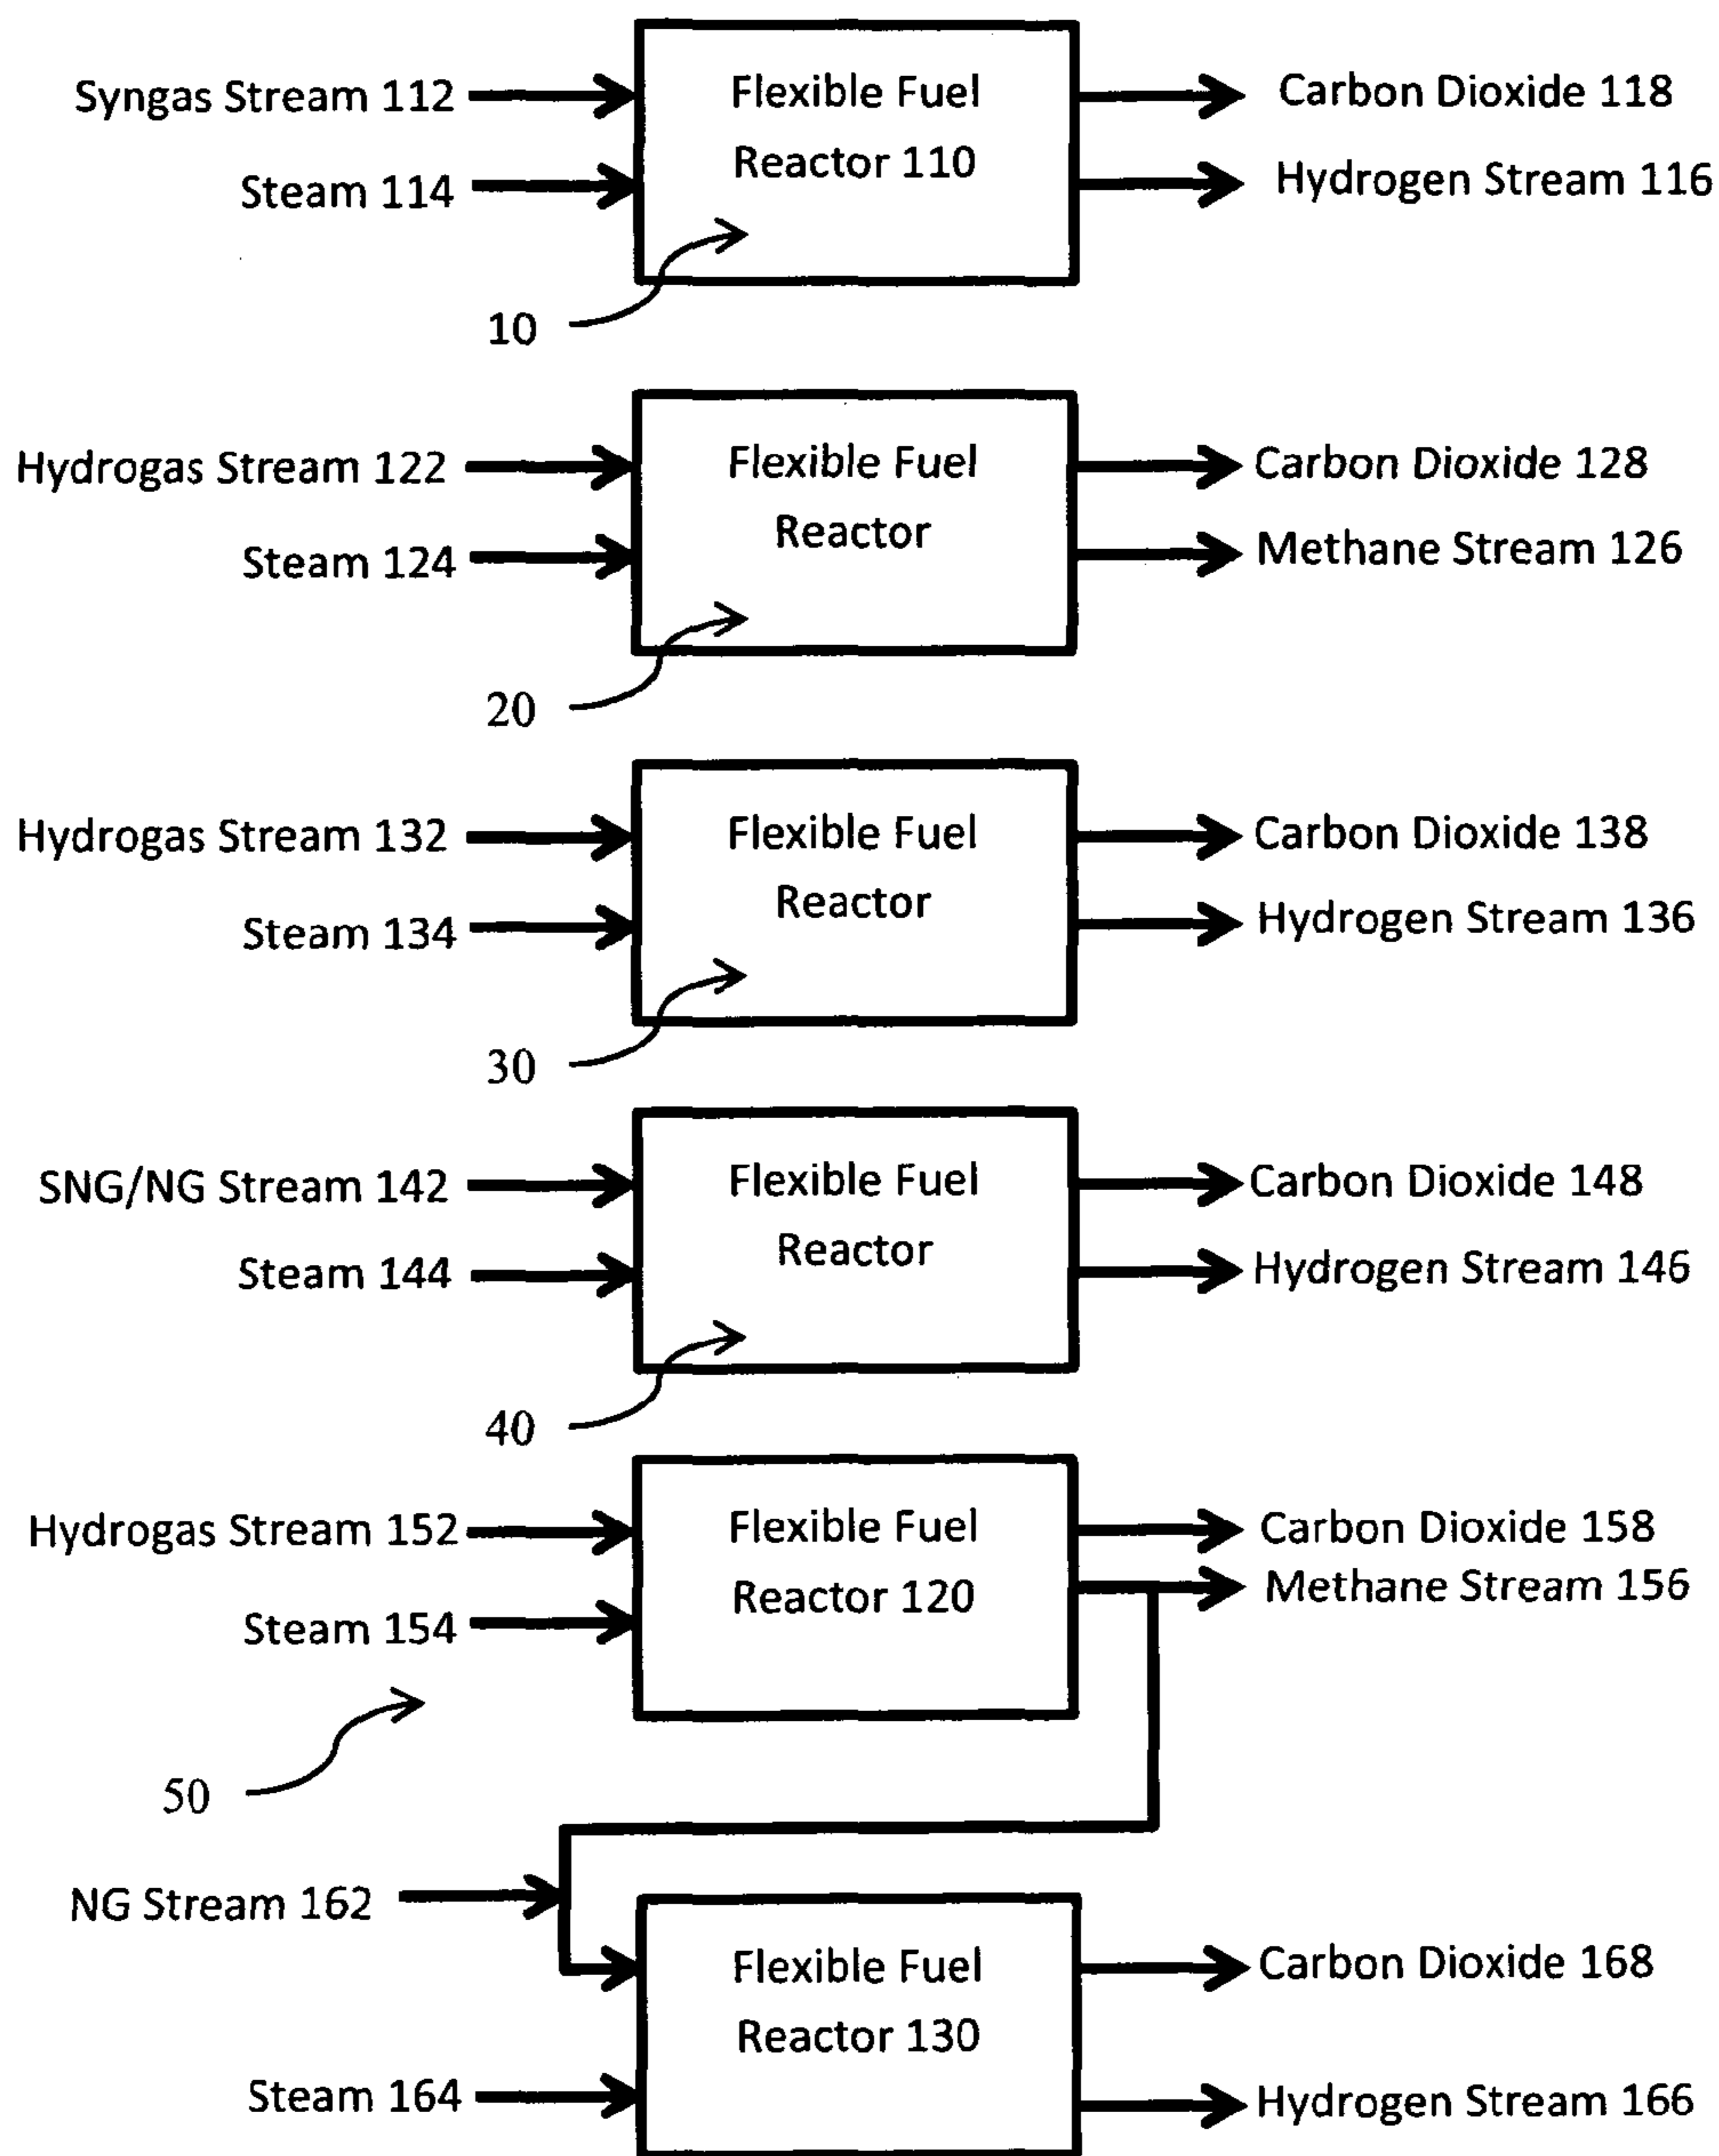 Syngas Stream 112
Steam 114
Flexible Fuel
Reactor 110
Carbon Dioxide 118
Hydrogen Stream 116
10
Hydrogas Stream 122
Steam 124
Flexible Fuel
Reactor
Carbon Dioxide 128
Methane Stream 126
20
Hydrogas Stream 132
Steam 134
Flexible Fuel
Reactor
Carbon Dioxide 138
Hydrogen Stream 136
30
SNG/NG Stream 142
Steam 144
Flexible Fuel
Reactor
Carbon Dioxide 148
Hydrogen Stream 146
40
Hydrogas Stream 152
Steam 154
Flexible Fuel
Reactor 120
Carbon Dioxide 158
Methane Stream 156
50
NG Stream 162
Steam 164
Flexible Fuel
Reactor 130
Carbon Dioxide 168
Hydrogen Stream 166